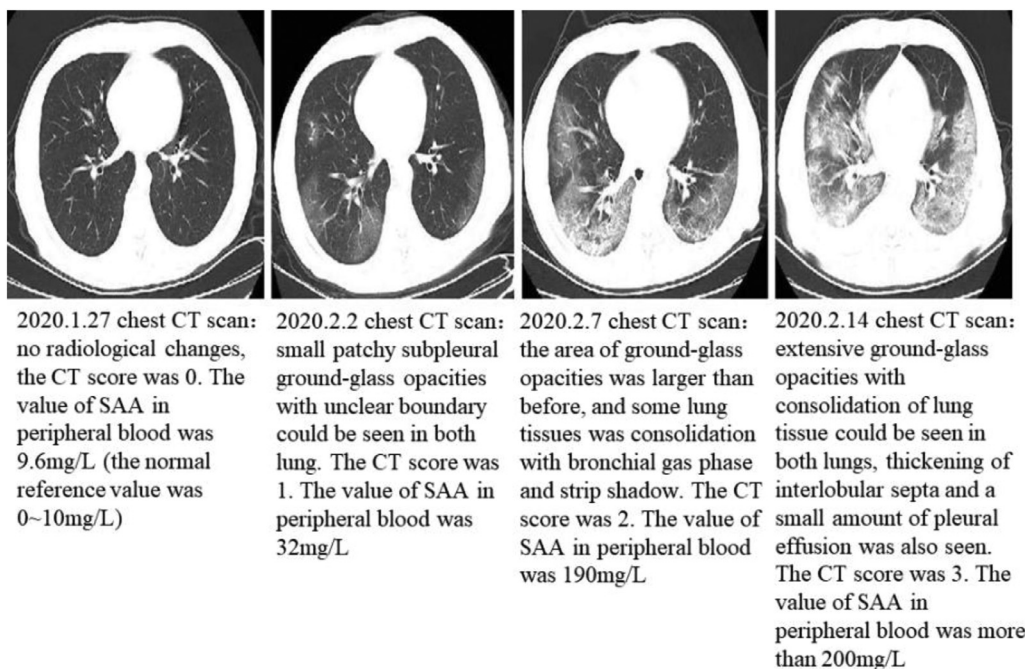 2020.1.27 chest CT scan:
no radiological changes,
the CT score was 0. The
value of SAA in
peripheral blood was
9.6mg/L (the normal
reference value was
0~10mg/L)
2020.2.2 chest CT scan:
small patchy subpleural
ground-glass opacities
with unclear boundary
could be seen in both
lung. The CT score was
1. The value of SAA in
peripheral blood was
32mg/L
2020.2.7 chest CT scan:
the area of ground-glass
opacities was larger than
before, and some lung
tissues was consolidation
with bronchial gas phase
and strip shadow. The CT
score was 2. The value of
SAA in peripheral blood
was 190mg/L
2020.2.14 chest CT scan:
extensive ground-glass
opacities with
consolidation of lung
tissue could be seen in
both lungs, thickening of
interlobular septa and a
small amount of pleural
effusion was also seen.
The CT score was 3. The
value of SAA in
peripheral blood was more
than 200mg/L